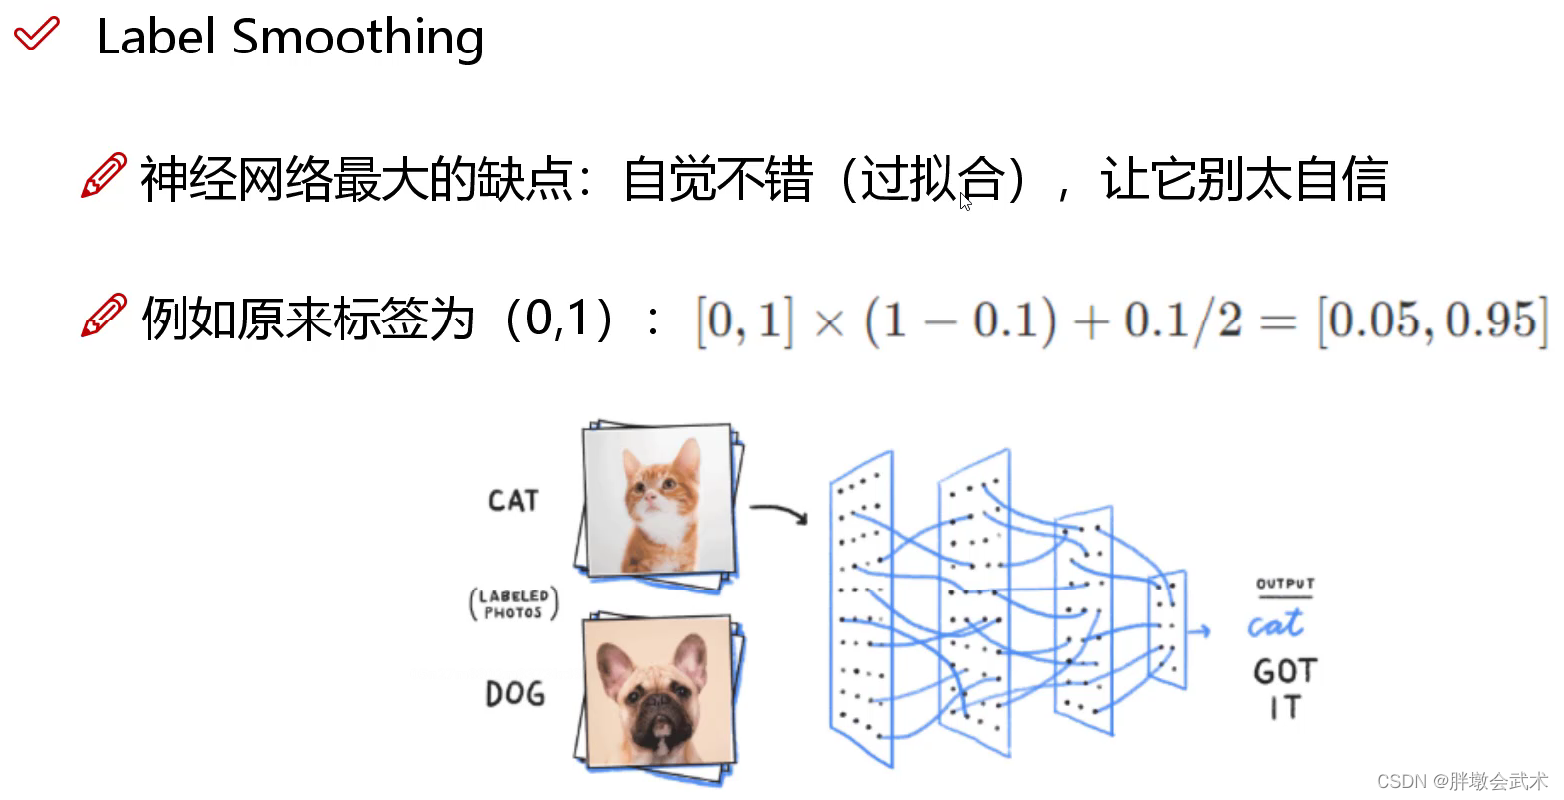 Label Smoothing
神经网络最大的缺点：自觉不错（过拟合），让它别太自信
例如原来标签为（0,1）： [0, 1] × (1 − 0.1) + 0.1/2 = [0.05, 0.95]
CAT
(LABELED PHOTOS)
DOG
OUTPUT
cat
GOT
IT
CSDN @胖墩会武术